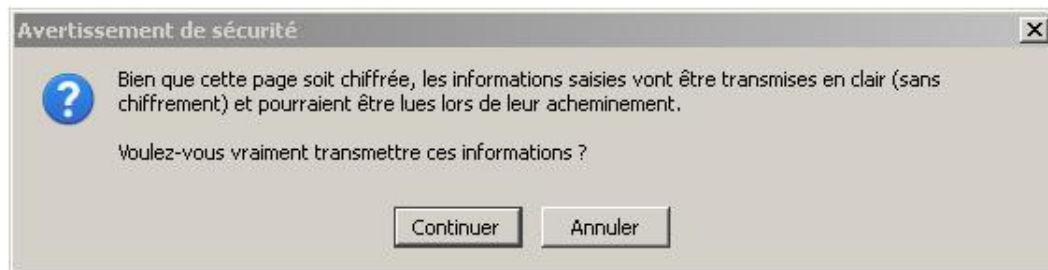 Avertissement de sécurité
Bien que cette page soit chiffrée, les informations saisies vont être transmises en clair (sans
chiffrement) et pourraient être lues lors de leur acheminement.
Voulez-vous vraiment transmettre ces informations ?
Continuer Annuler